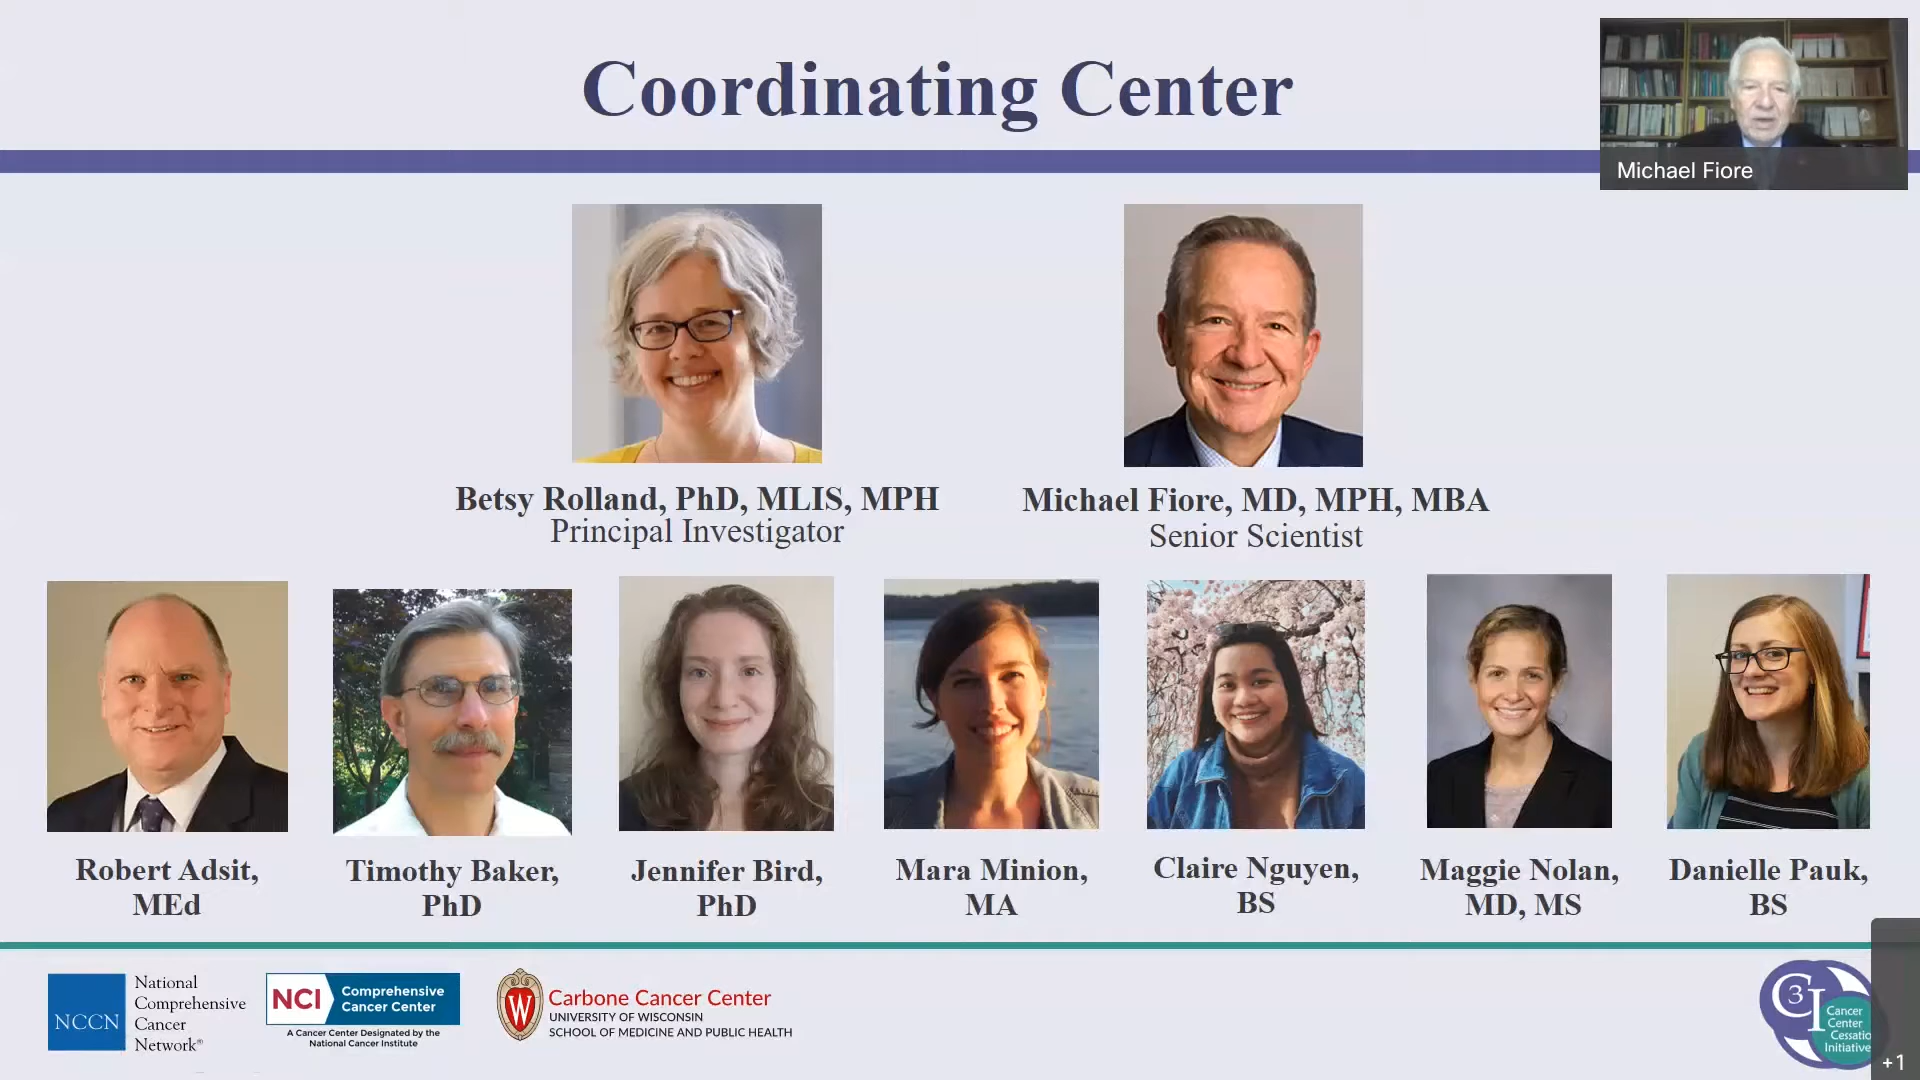 Coordinating Center
Michael Fiore
Betsy Rolland, PhD, MLIS, MPH
Principal Investigator
Michael Fiore, MD, MPH, MBA
Senior Scientist
Robert Adsit,
MEd
Timothy Baker,
PhD
Jennifer Bird,
PhD
Mara Minion,
MA
Claire Nguyen,
BS
Maggie Nolan,
MD, MS
Danielle Pauk,
BS
NCCN
National
Comprehensive
Cancer
Network®
NCI
Comprehensive
Cancer Center
A Cancer Center Designated by the
National Cancer Institute
W
Carbone Cancer Center
UNIVERSITY OF WISCONSIN
SCHOOL OF MEDICINE AND PUBLIC HEALTH
C3I
Cancer
Center
Cessatio
Initiative
+1